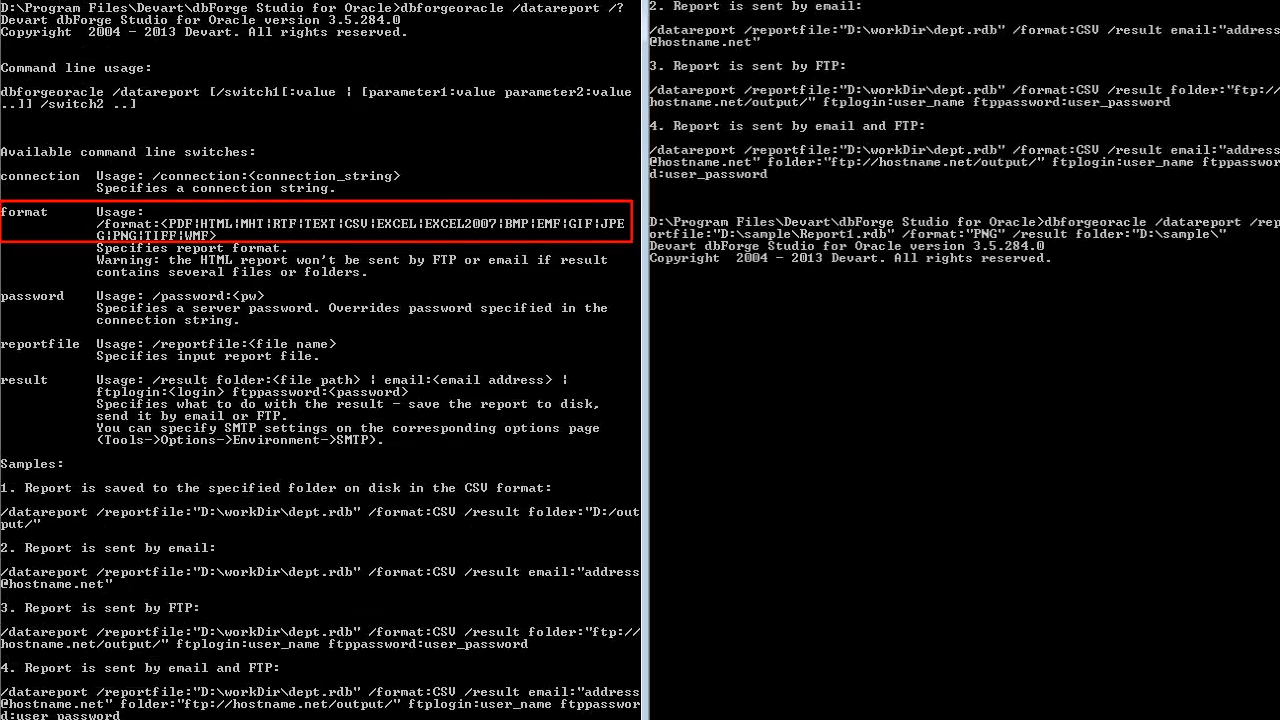 D:\Program Files\Devart\dbForge Studio for Oracle>dbforgeoracle /datareport /?
Devart dbForge Studio for Oracle version 3.5.284.0
Copyright  2004 - 2013 Devart. All rights reserved.
Command line usage:
dbforgeoracle /datareport [/switch1[:value ¦ [parameter1:value parameter2:value
..]] /switch2 ..]
Available command line switches:
connection  Usage: /connection:<connection_string>
Specifies a connection string.
format      Usage:
/format:<PDF¦HTML¦MHT¦RTF¦TEXT¦CSV¦EXCEL¦EXCEL2007¦BMP¦EMF¦GIF¦JPE
G¦PNG¦TIFF¦WMF>
Specifies report format.
Warning: the HTML report won't be sent by FTP or email if result
contains several files or folders.
password    Usage: /password:<pw>
Specifies a server password. Overrides password specified in the
connection string.
reportfile  Usage: /reportfile:<file name>
Specifies input report file.
result      Usage: /result folder:<file path> ¦ email:<email address> ¦
ftplogin:<login> ftppassword:<password>
Specifies what to do with the result - save the report to disk,
send it by email or FTP.
You can specify SMTP settings on the corresponding options page
(Tools->Options->Environment->SMTP).
Samples:
1. Report is saved to the specified folder on disk in the CSV format:
/datareport /reportfile:"D:\workDir\dept.rdb" /format:CSV /result folder:"D:/out
put/"
2. Report is sent by email:
/datareport /reportfile:"D:\workDir\dept.rdb" /format:CSV /result email:"address
@hostname.net"
3. Report is sent by FTP:
/datareport /reportfile:"D:\workDir\dept.rdb" /format:CSV /result folder:"ftp://
hostname.net/output/" ftplogin:user_name ftppassword:user_password
4. Report is sent by email and FTP:
/datareport /reportfile:"D:\workDir\dept.rdb" /format:CSV /result email:"address
@hostname.net" folder:"ftp://hostname.net/output/" ftplogin:user_name ftppasswor
d:user_password
2. Report is sent by email:
/datareport /reportfile:"D:\workDir\dept.rdb" /format:CSV /result email:"address
@hostname.net"
3. Report is sent by FTP:
/datareport /reportfile:"D:\workDir\dept.rdb" /format:CSV /result folder:"ftp://
hostname.net/output/" ftplogin:user_name ftppassword:user_password
4. Report is sent by email and FTP:
/datareport /reportfile:"D:\workDir\dept.rdb" /format:CSV /result email:"address
@hostname.net" folder:"ftp://hostname.net/output/" ftplogin:user_name ftppasswor
d:user_password
D:\Program Files\Devart\dbForge Studio for Oracle>dbforgeoracle /datareport /rep
ortfile:"D:\sample\Report1.rdb" /format:"PNG" /result folder:"D:\sample\"
Devart dbForge Studio for Oracle version 3.5.284.0
Copyright  2004 - 2013 Devart. All rights reserved.